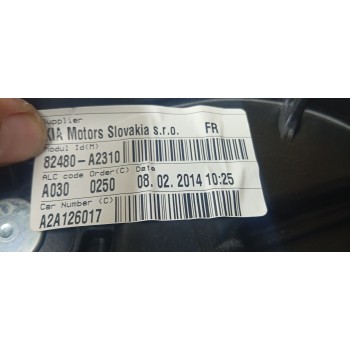 Supplier
KIA Motors Slovakia s.r.o. FR
Modul Id(M)
82480-A2310
ALC code Order(C) Date
A030 0250 08. 02. 2014 10:25
Car Number (C)
A2A126017